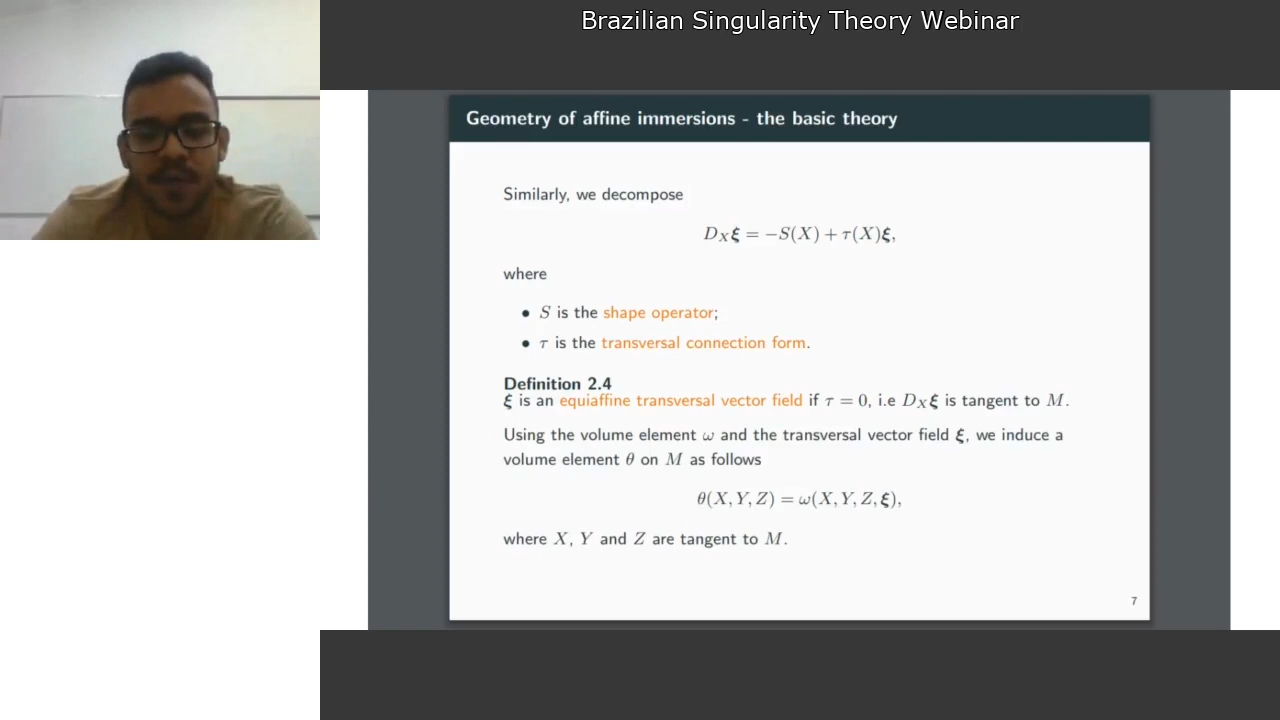 Brazilian Singularity Theory Webinar
Geometry of affine immersions - the basic theory
Similarly, we decompose
D_X ξ = −S(X) + τ(X)ξ,
where
• S is the shape operator;
• τ is the transversal connection form.
Definition 2.4
ξ is an equiaffine transversal vector field if τ = 0, i.e D_X ξ is tangent to M.
Using the volume element ω and the transversal vector field ξ, we induce a
volume element θ on M as follows
θ(X, Y, Z) = ω(X, Y, Z, ξ),
where X, Y and Z are tangent to M.
7